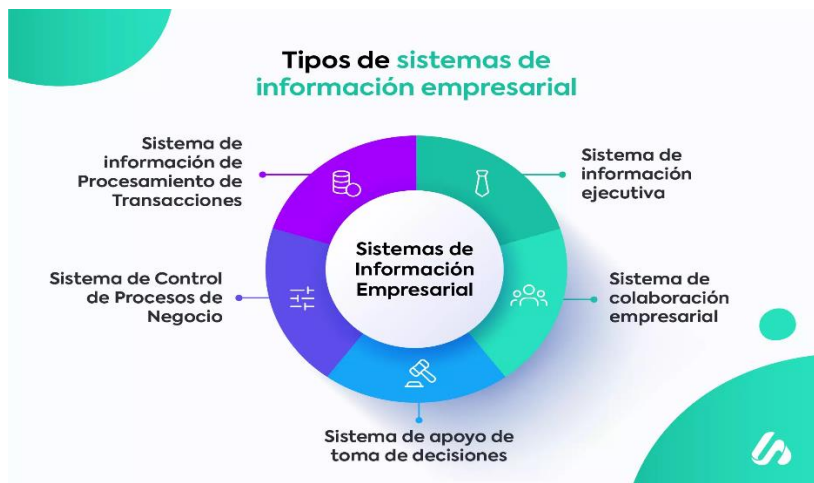 Tipos de sistemas de
información empresarial
Sistema de
información de
Procesamiento de
Transacciones
Sistema de
información
ejecutiva
Sistemas de
Información
Empresarial
Sistema de Control
de Procesos de
Negocio
Sistema de
colaboración
empresarial
Sistema de apoyo de
toma de decisiones